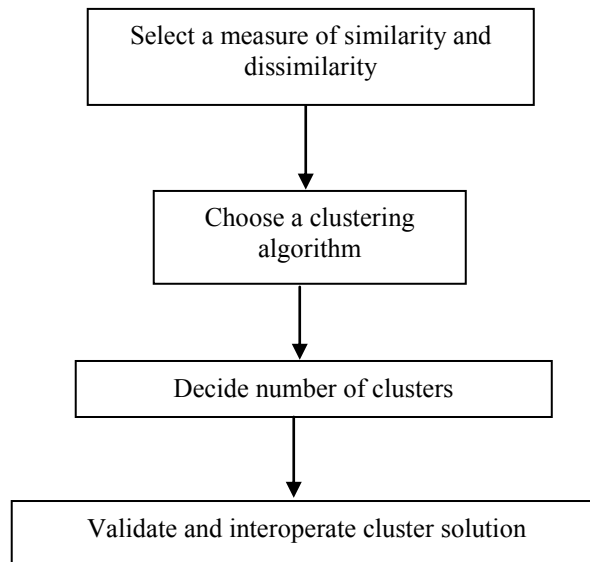 Select a measure of similarity and
dissimilarity
Choose a clustering
algorithm
Decide number of clusters
Validate and interoperate cluster solution